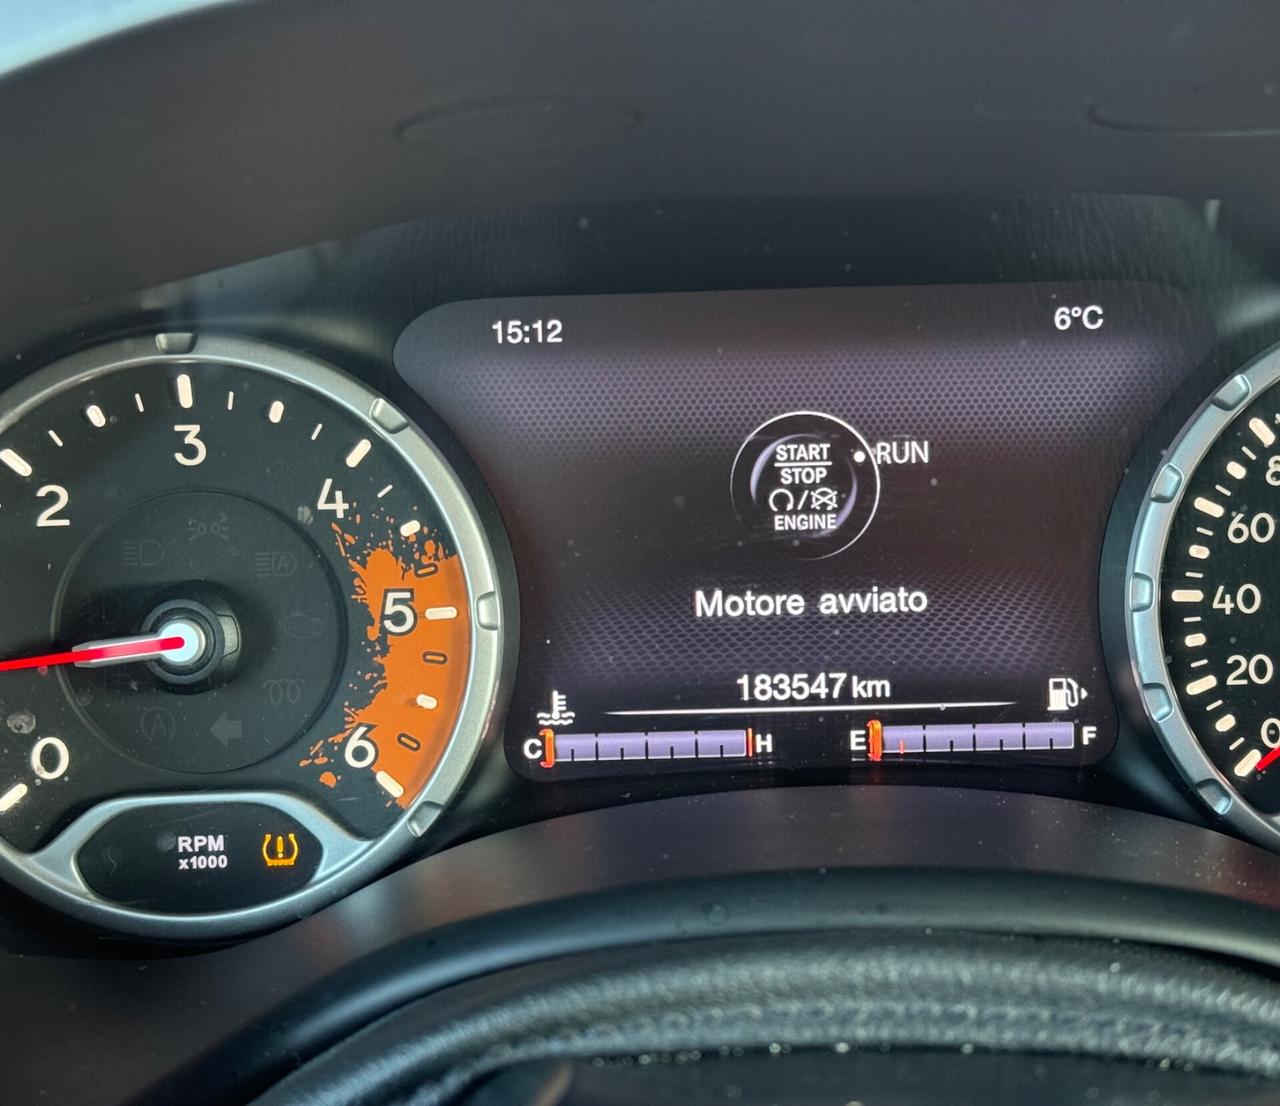 15:12
6°C
START
STOP
ENGINE
RUN
Motore avviato
183547 km
C
H
E
F
0
2
3
4
5
6
RPM
x1000
60
40
20
0